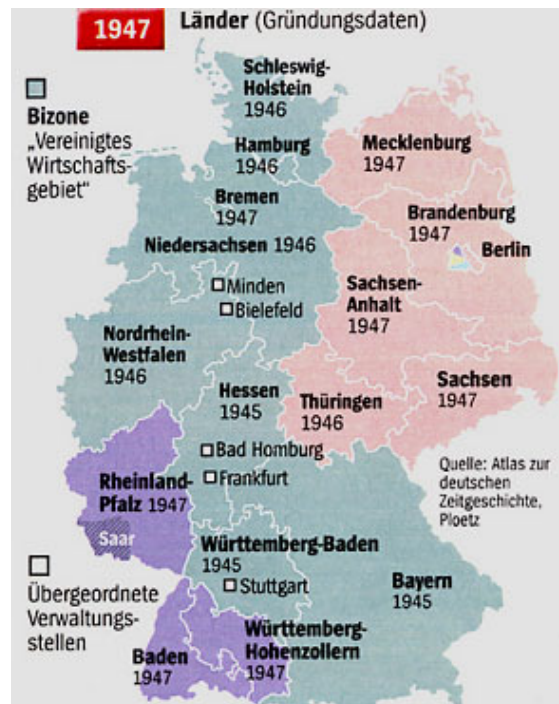 1947
Länder (Gründungsdaten)
Bizone
„Vereinigtes
Wirtschafts-
gebiet“
Schleswig-
Holstein
1946
Hamburg
1946
Mecklenburg
1947
Bremen
1947
Brandenburg
1947
Berlin
Niedersachsen 1946
Minden
Bielefeld
Sachsen-
Anhalt
1947
Nordrhein-
Westfalen
1946
Hessen
1945
Thüringen
1946
Sachsen
1947
Bad Homburg
Frankfurt
Quelle: Atlas zur
deutschen
Zeitgeschichte,
Ploetz
Rheinland-
Pfalz 1947
Saar
Württemberg-Baden
1945
Stuttgart
Bayern
1945
Übergeordnete
Verwaltungs-
stellen
Baden
1947
Württemberg-
Hohenzollern
1947